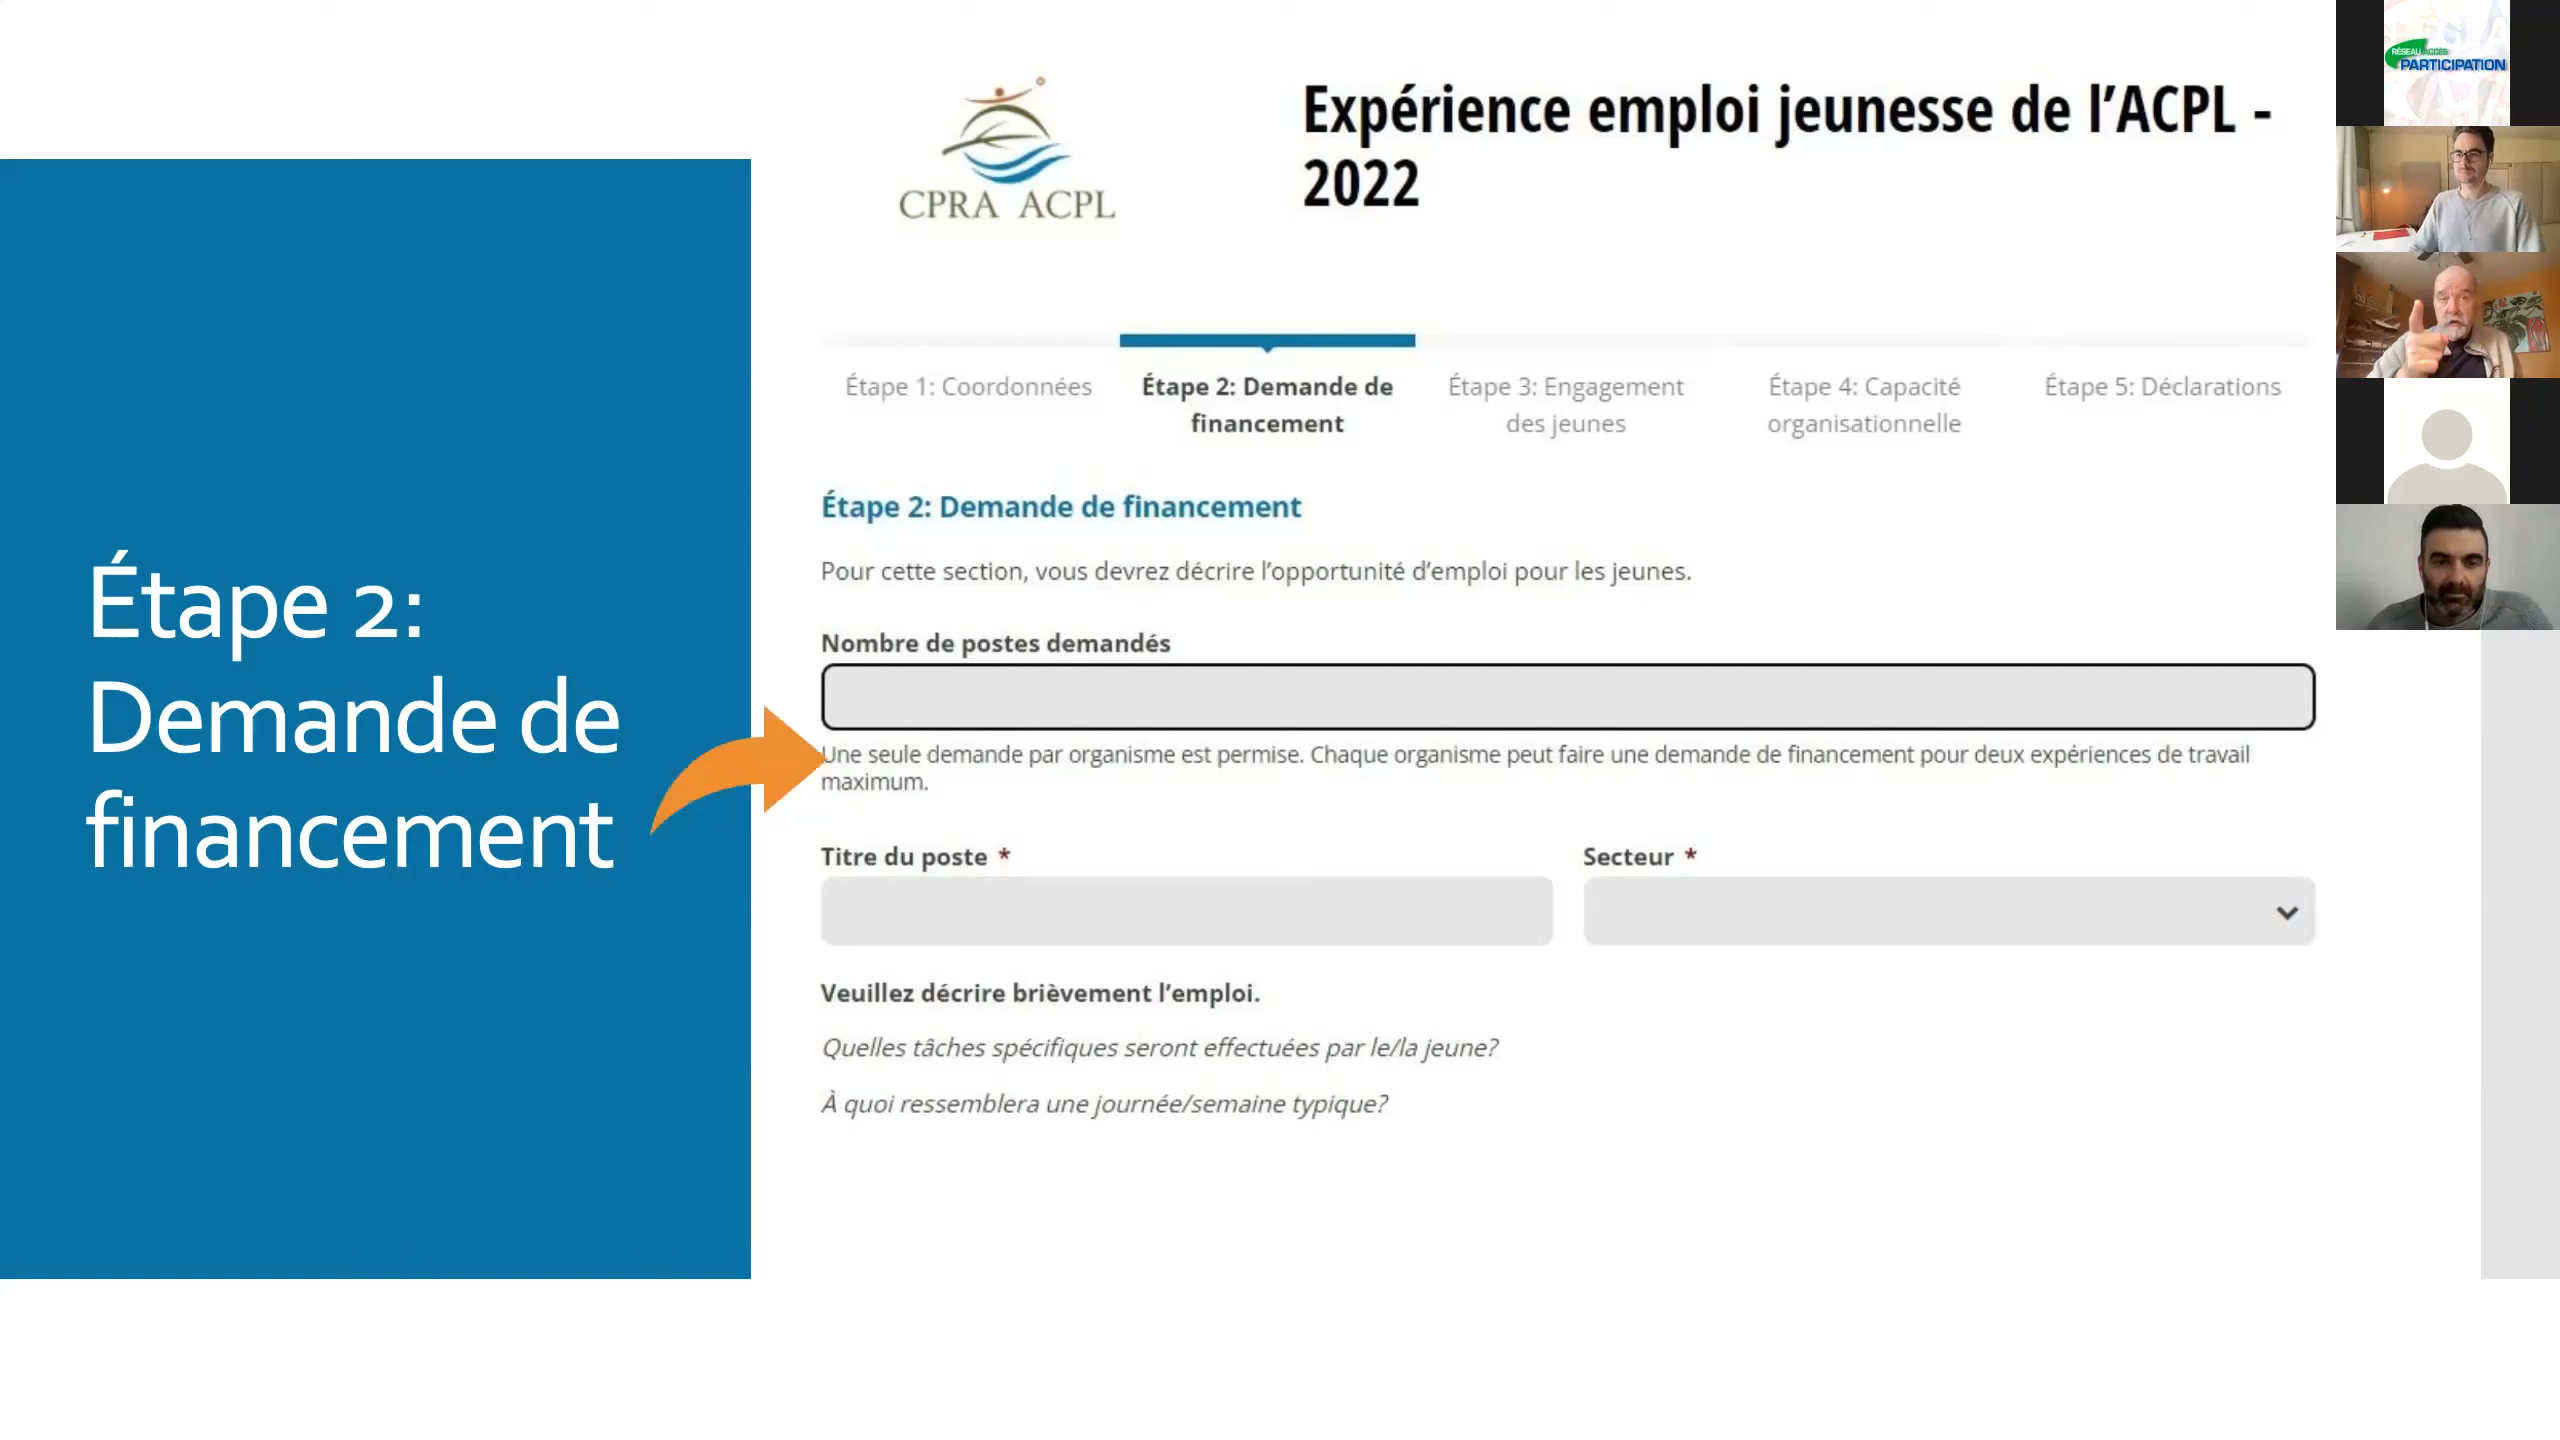 Étape 2:
Demande de
financement
CPRA ACPL
Expérience emploi jeunesse de l’ACPL -
2022
Étape 1: Coordonnées
Étape 2: Demande de
financement
Étape 3: Engagement
des jeunes
Étape 4: Capacité
organisationnelle
Étape 5: Déclarations
Étape 2: Demande de financement
Pour cette section, vous devrez décrire l’opportunité d’emploi pour les jeunes.
Nombre de postes demandés
Une seule demande par organisme est permise. Chaque organisme peut faire une demande de financement pour deux expériences de travail
maximum.
Titre du poste *
Secteur *
Veuillez décrire brièvement l’emploi.
Quelles tâches spécifiques seront effectuées par le/la jeune?
À quoi ressemblera une journée/semaine typique?
RÉSEAU ACCÈS
PARTICIPATION